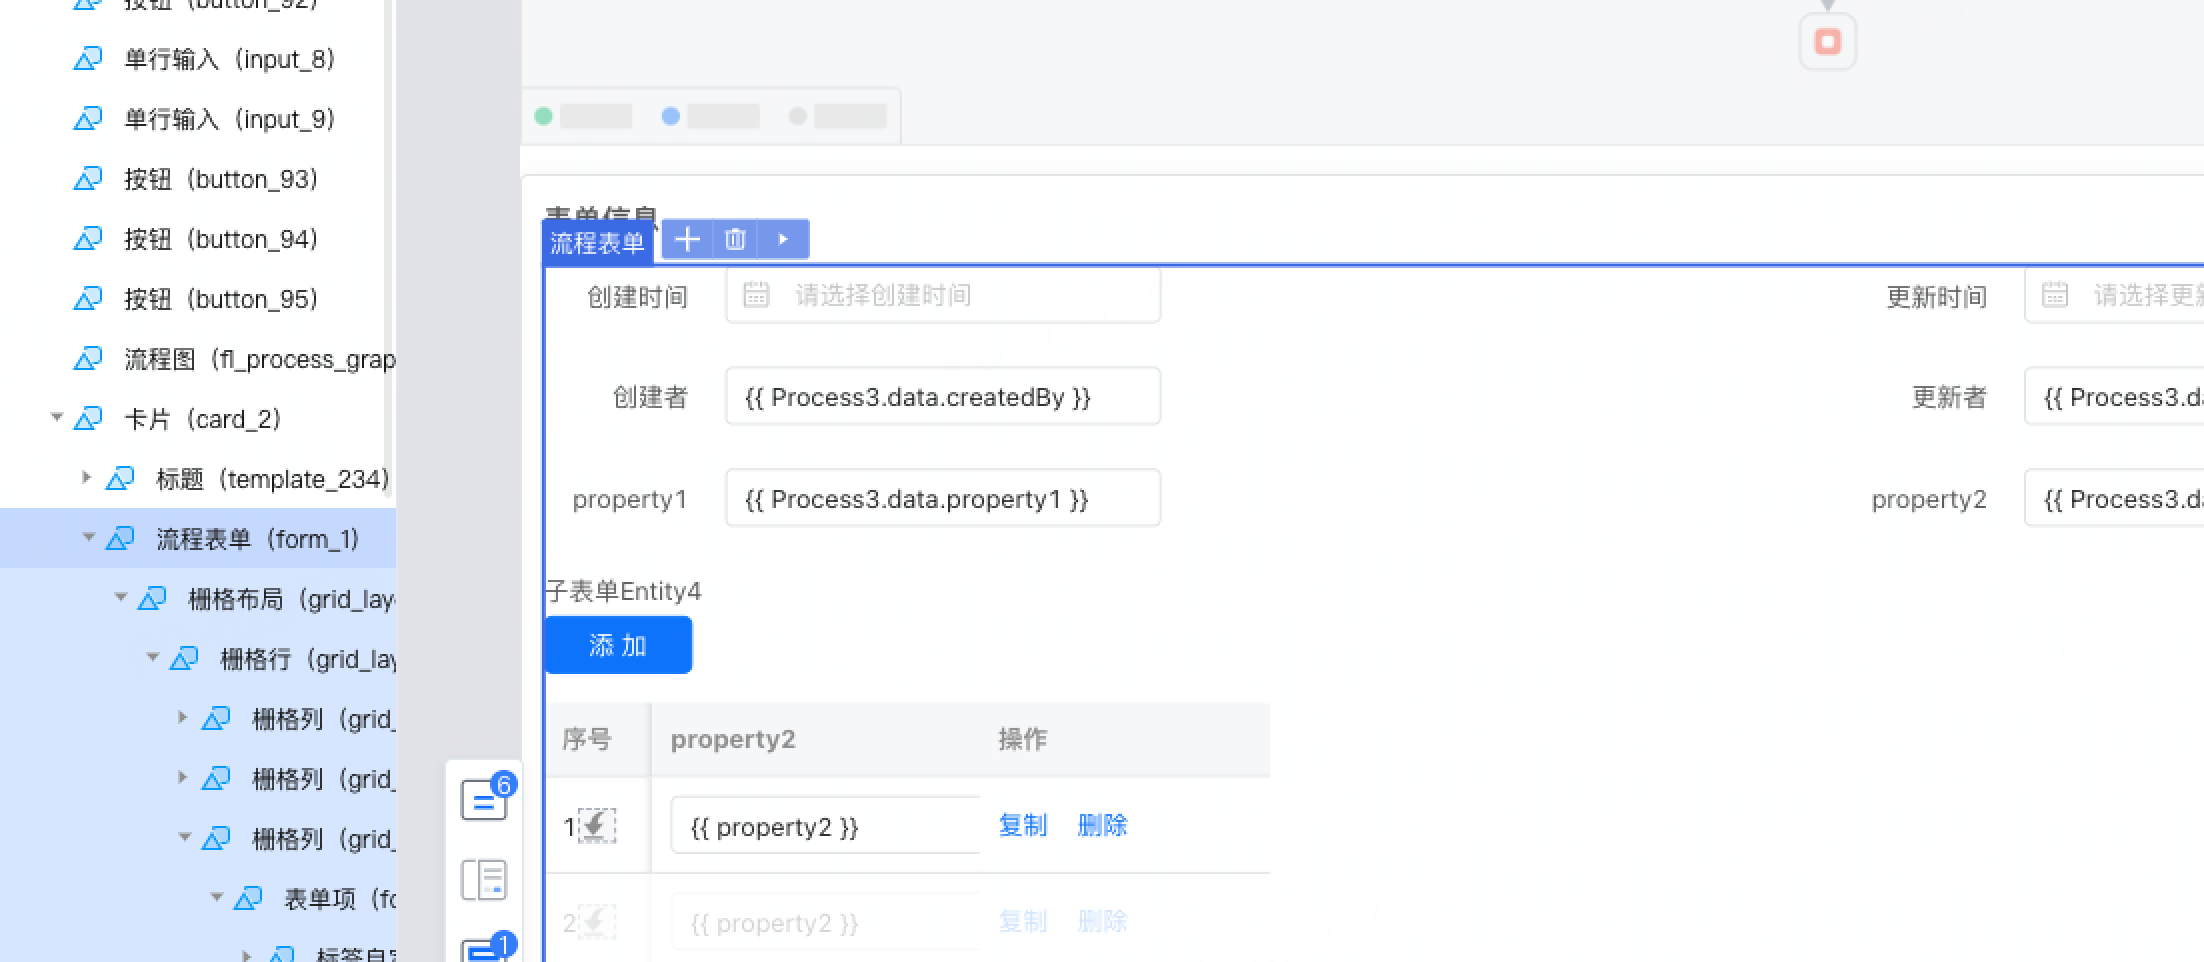 按钮（button_92）
单行输入（input_8）
单行输入（input_9）
按钮（button_93）
按钮（button_94）
按钮（button_95）
流程图（fl_process_grap
卡片（card_2）
标题（template_234）
流程表单（form_1）
栅格布局（grid_lay
栅格行（grid_lay
栅格列（grid_
栅格列（grid_
栅格列（grid_
表单项（fo
标签自定
6
1
表单信息
流程表单
创建时间 请选择创建时间 更新时间 请选择更新
创建者 {{ Process3.data.createdBy }} 更新者 {{ Process3.da
property1 {{ Process3.data.property1 }} property2 {{ Process3.da
子表单Entity4
添 加
序号 property2 操作
1 {{ property2 }} 复制 删除
2 {{ property2 }} 复制 删除